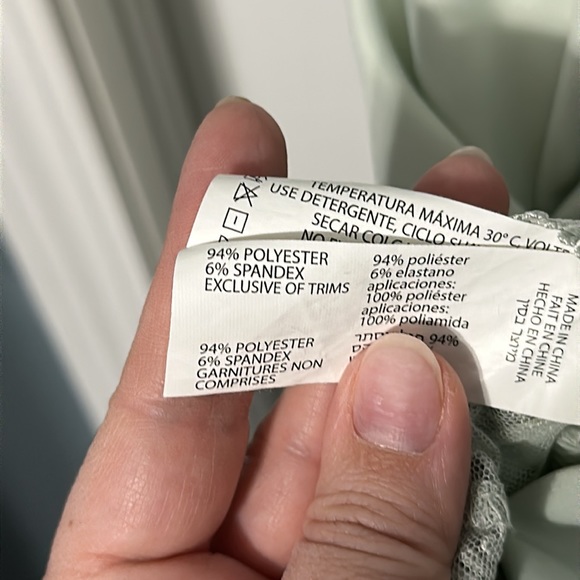 TEMPERATURA MÁXIMA 30° C, VOLT
USE DETERGENTE, CICLO
SECAR
94% POLYESTER
6% SPANDEX
EXCLUSIVE OF TRIMS
94% POLYESTER
6% SPANDEX
GARNITURES NON
COMPRISES
94% poliéster
6% elastano
aplicaciones:
100% poliéster
aplicaciones:
100% poliamida
94%
MADE IN CHINA
FAIT EN CHINE
HECHO EN CHINA